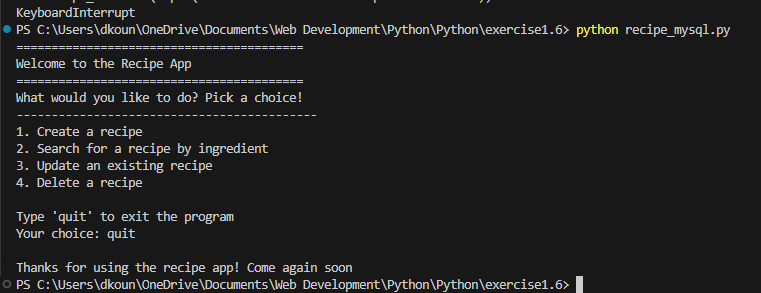 KeyboardInterrupt
PS C:\Users\dkoun\OneDrive\Documents\Web Development\Python\Python\exercise1.6> python recipe_mysql.py
=========================================
Welcome to the Recipe App
=========================================
What would you like to do? Pick a choice!
-------------------------------------------
1. Create a recipe
2. Search for a recipe by ingredient
3. Update an existing recipe
4. Delete a recipe

Type 'quit' to exit the program
Your choice: quit

Thanks for using the recipe app! Come again soon
PS C:\Users\dkoun\OneDrive\Documents\Web Development\Python\Python\exercise1.6>